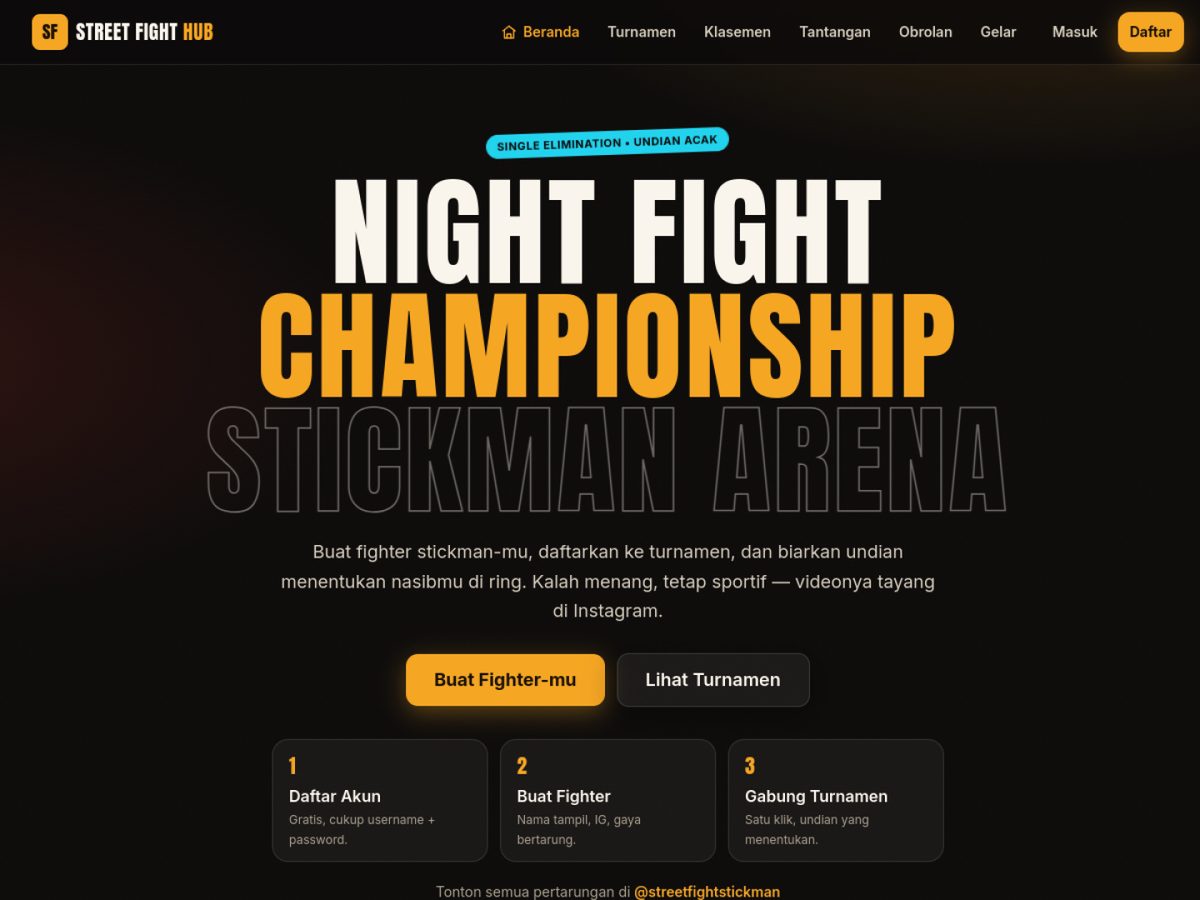 SF STREET FIGHT HUB
Beranda Turnamen Klasemen Tantangan Obrolan Gelar Masuk Daftar
SINGLE ELIMINATION • UNDIAN ACAK
NIGHT FIGHT
CHAMPIONSHIP
STICKMAN ARENA
Buat fighter stickman-mu, daftarkan ke turnamen, dan biarkan undian
menentukan nasibmu di ring. Kalah menang, tetap sportif — videonya tayang
di Instagram.
Buat Fighter-mu
Lihat Turnamen
1
Daftar Akun
Gratis, cukup username +
password.
2
Buat Fighter
Nama tampil, IG, gaya
bertarung.
3
Gabung Turnamen
Satu klik, undian yang
menentukan.
Tonton semua pertarungan di @streetfightstickman